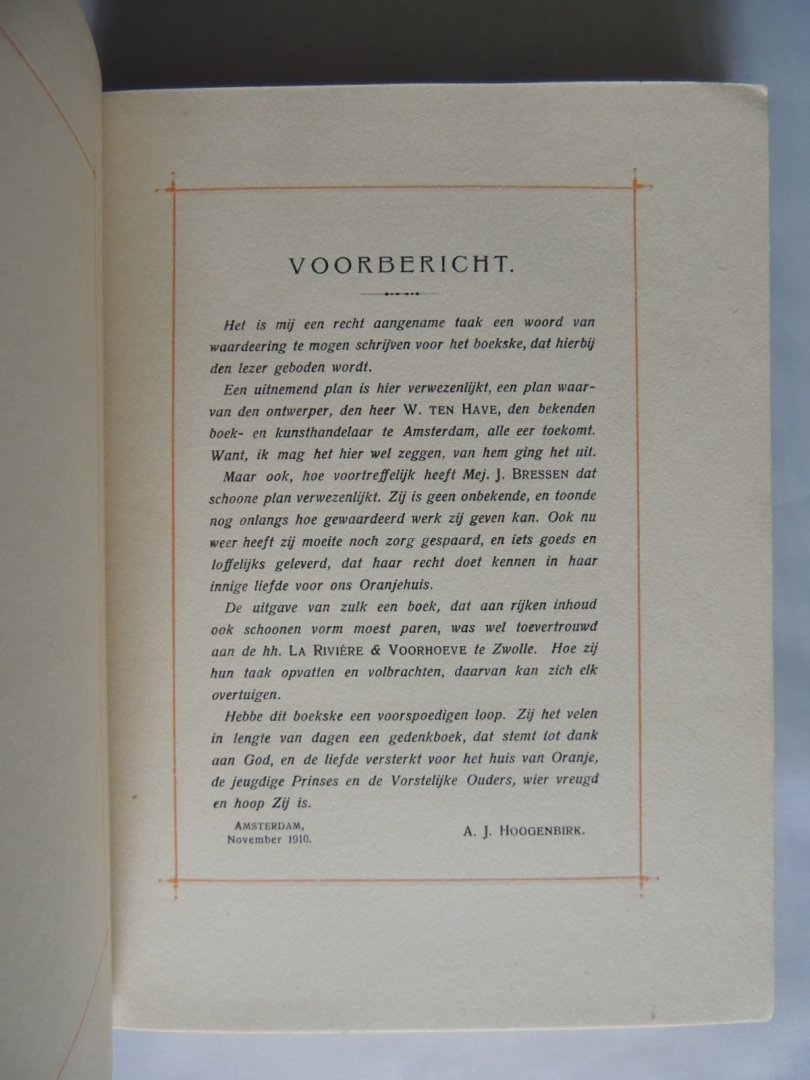 VOORBERICHT.
Het is mij een recht aangename taak een woord van
waardeering te mogen schrijven voor het boekske, dat hierbij
den lezer geboden wordt.
Een uitnemend plan is hier verwezenlijkt, een plan waar-
van den ontwerper, den heer W. TEN HAVE, den bekenden
boek- en kunsthandelaar te Amsterdam, alle eer toekomt.
Want, ik mag het hier wel zeggen, van hem ging het uit.
Maar ook, hoe voortreffelijk heeft Mej. J. BRESSEN dat
schoone plan verwezenlijkt. Zij is geen onbekende, en toonde
nog onlangs hoe gewaardeerd werk zij geven kan. Ook nu
weer heeft zij moeite noch zorg gespaard, en iets goeds en
loffelijks geleverd, dat haar recht doet kennen in haar
innige liefde voor ons Oranjehuis.
De uitgave van zulk een boek, dat aan rijken inhoud
ook schoonen vorm moest paren, was wel toevertrouwd
aan de hh. LA RIVIÈRE & VOORHOEVE te Zwolle. Hoe zij
hun taak opvatten en volbrachten, daarvan kan zich elk
overtuigen.
Hebbe dit boekske een voorspoedigen loop. Zij het velen
in lengte van dagen een gedenkboek, dat stemt tot dank
aan God, en de liefde versterkt voor het huis van Oranje,
de jeugdige Prinses en de Vorstelijke Ouders, wier vreugd
en hoop Zij is.
AMSTERDAM,
November 1910.
A. J. HOOGENBIRK.